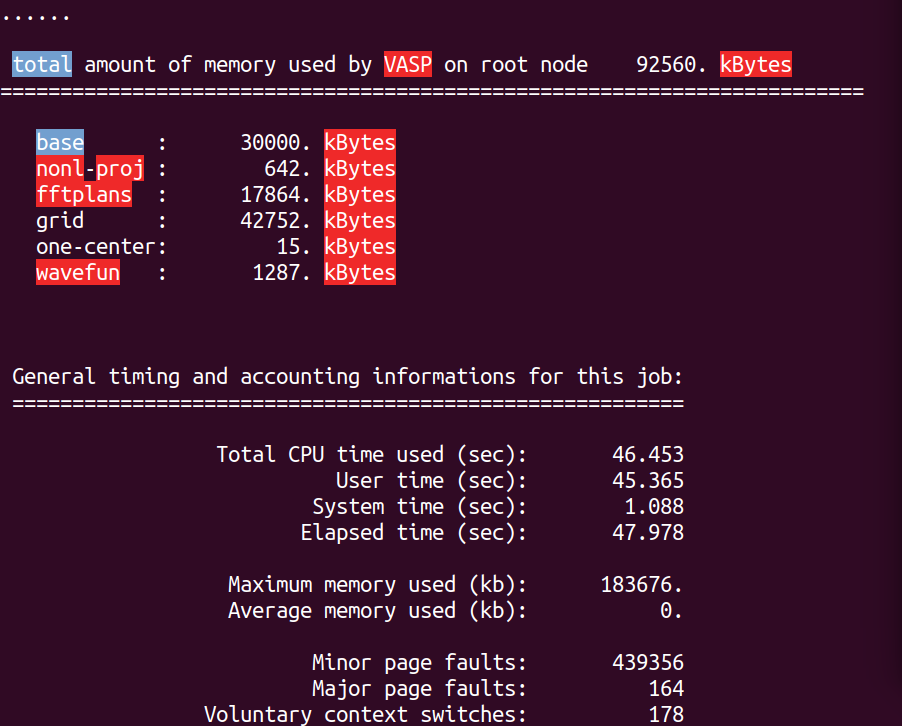 ......
total amount of memory used by VASP on root node    92560. kBytes
========================================================================
base      :      30000. kBytes
nonl-proj :        642. kBytes
fftplans  :      17864. kBytes
grid      :      42752. kBytes
one-center:         15. kBytes
wavefun   :       1287. kBytes
General timing and accounting informations for this job:
========================================================
Total CPU time used (sec):       46.453
User time (sec):       45.365
System time (sec):        1.088
Elapsed time (sec):       47.978
Maximum memory used (kb):      183676.
Average memory used (kb):           0.
Minor page faults:       439356
Major page faults:          164
Voluntary context switches:          178